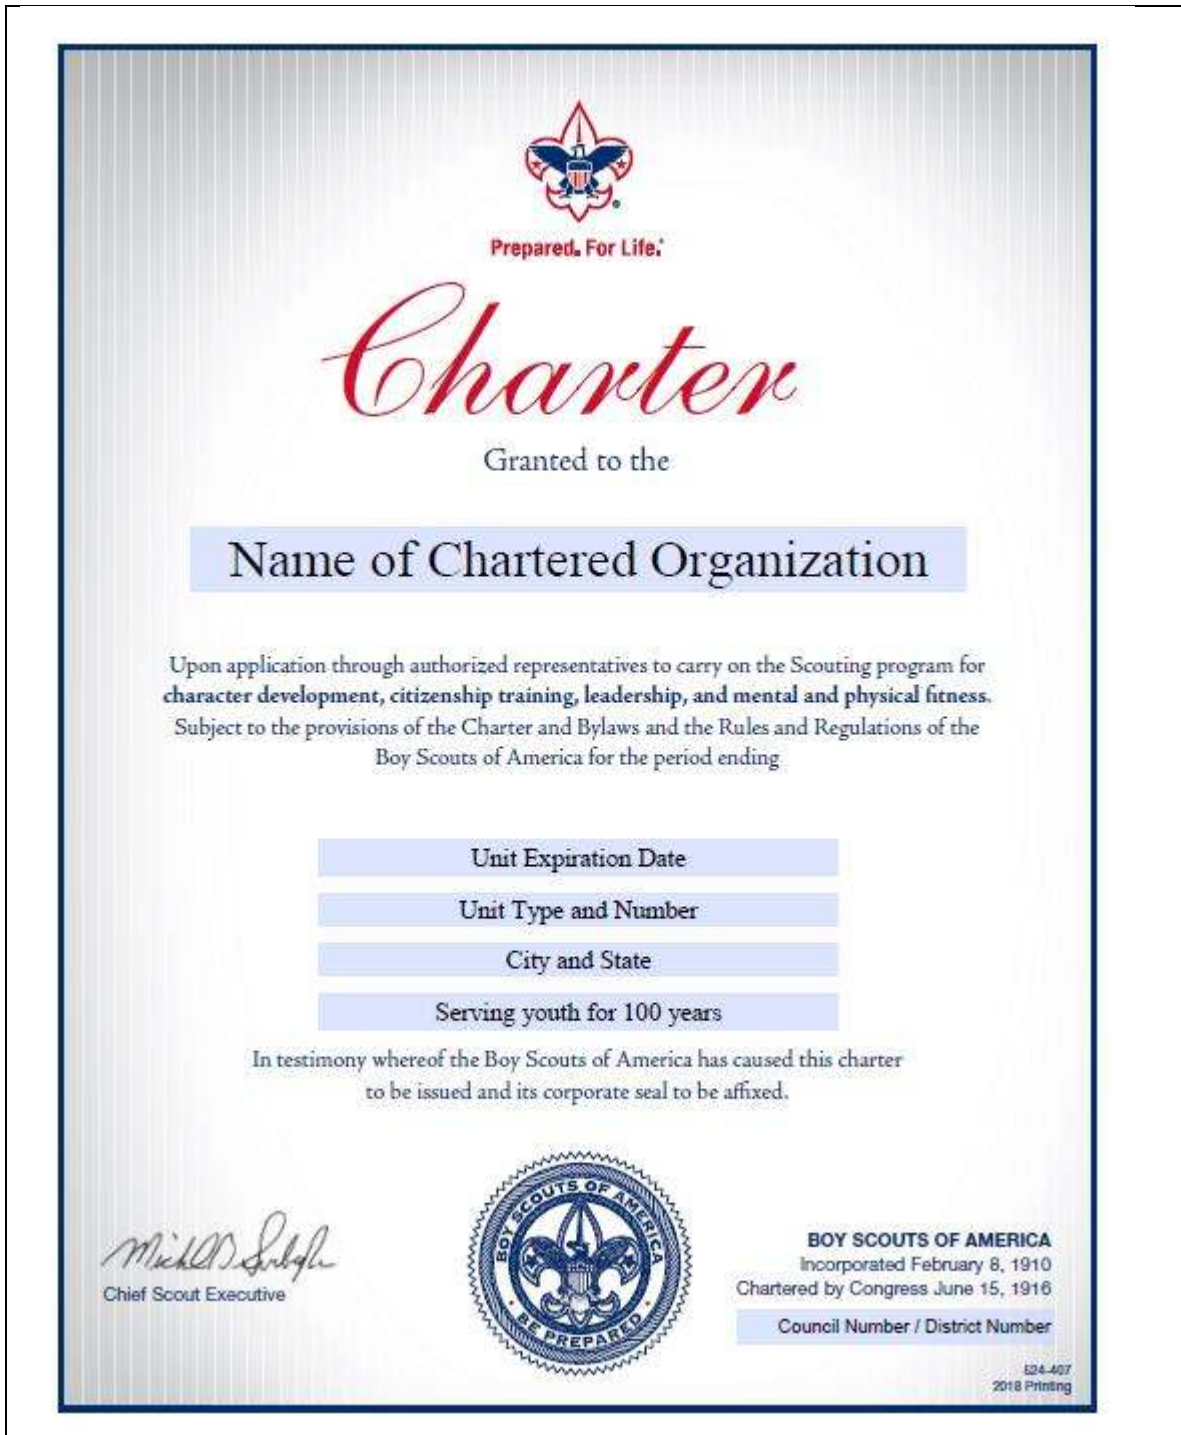 Prepared. For Life.®
Charter
Granted to the
Name of Chartered Organization
Upon application through authorized representatives to carry on the Scouting program for
character development, citizenship training, leadership, and mental and physical fitness.
Subject to the provisions of the Charter and Bylaws and the Rules and Regulations of the
Boy Scouts of America for the period ending
Unit Expiration Date
Unit Type and Number
City and State
Serving youth for 100 years
In testimony whereof the Boy Scouts of America has caused this charter
to be issued and its corporate seal to be affixed.
Chief Scout Executive
BOY SCOUTS OF AMERICA
BE PREPARED
BOY SCOUTS OF AMERICA
Incorporated February 8, 1910
Chartered by Congress June 15, 1916
Council Number / District Number
524-407
2018 Printing